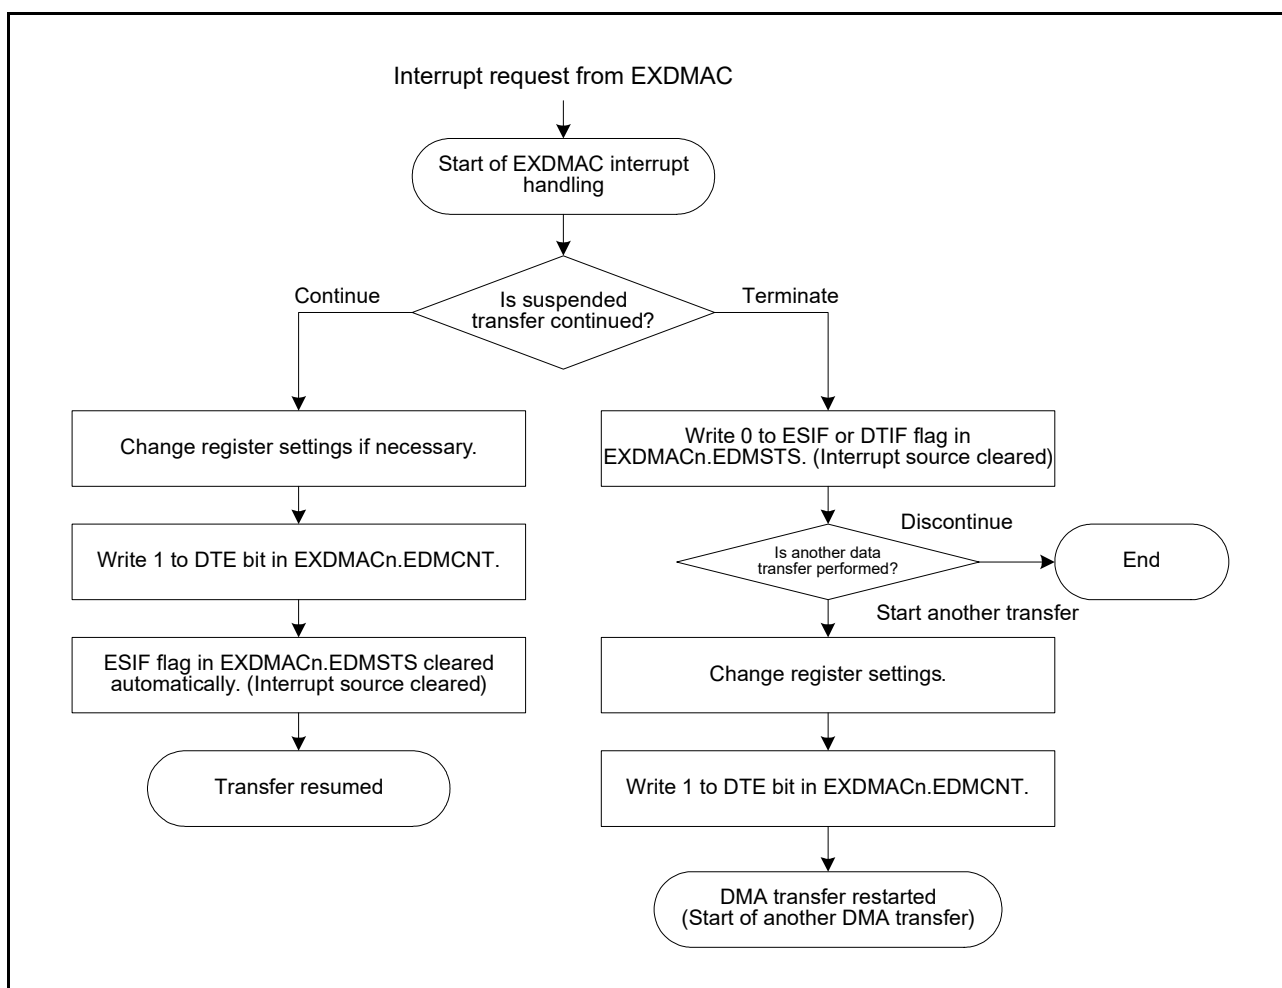 Interrupt request from EXDMAC
Start of EXDMAC interrupt
handling
Is suspended
transfer continued?
Continue
Terminate
Change register settings if necessary.
Write 1 to DTE bit in EXDMACn.EDMCNT.
ESIF flag in EXDMACn.EDMSTS cleared
automatically. (Interrupt source cleared)
Transfer resumed
Write 0 to ESIF or DTIF flag in
EXDMACn.EDMSTS. (Interrupt source cleared)
Is another data
transfer performed?
Discontinue
End
Start another transfer
Change register settings.
Write 1 to DTE bit in EXDMACn.EDMCNT.
DMA transfer restarted
(Start of another DMA transfer)